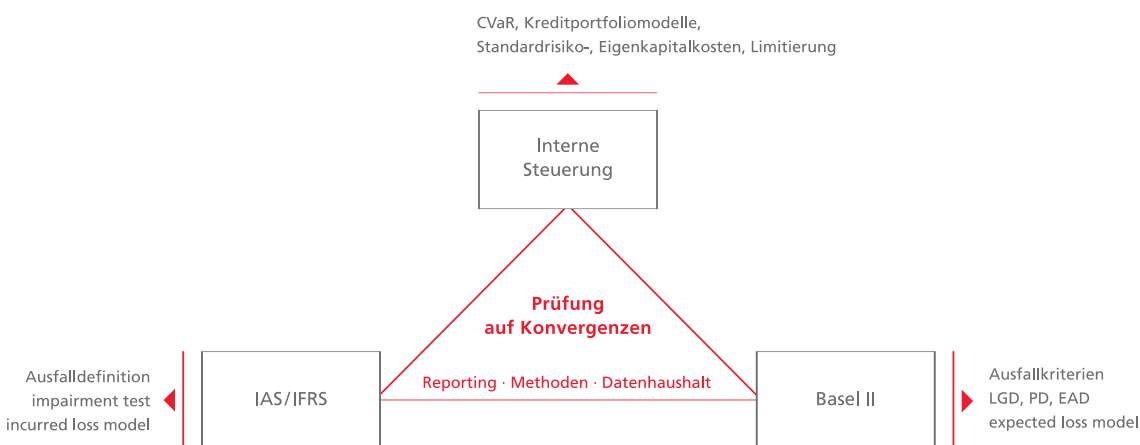 CVaR, Kreditportfoliomodelle,
Standardrisiko-, Eigenkapitalkosten, Limitierung
Interne
Steuerung
Prüfung
auf Konvergenzen
Reporting · Methoden · Datenhaushalt
Ausfalldefinition
impairment test
incurred loss model
IAS/IFRS
Basel II
Ausfallkriterien
LGD, PD, EAD
expected loss model